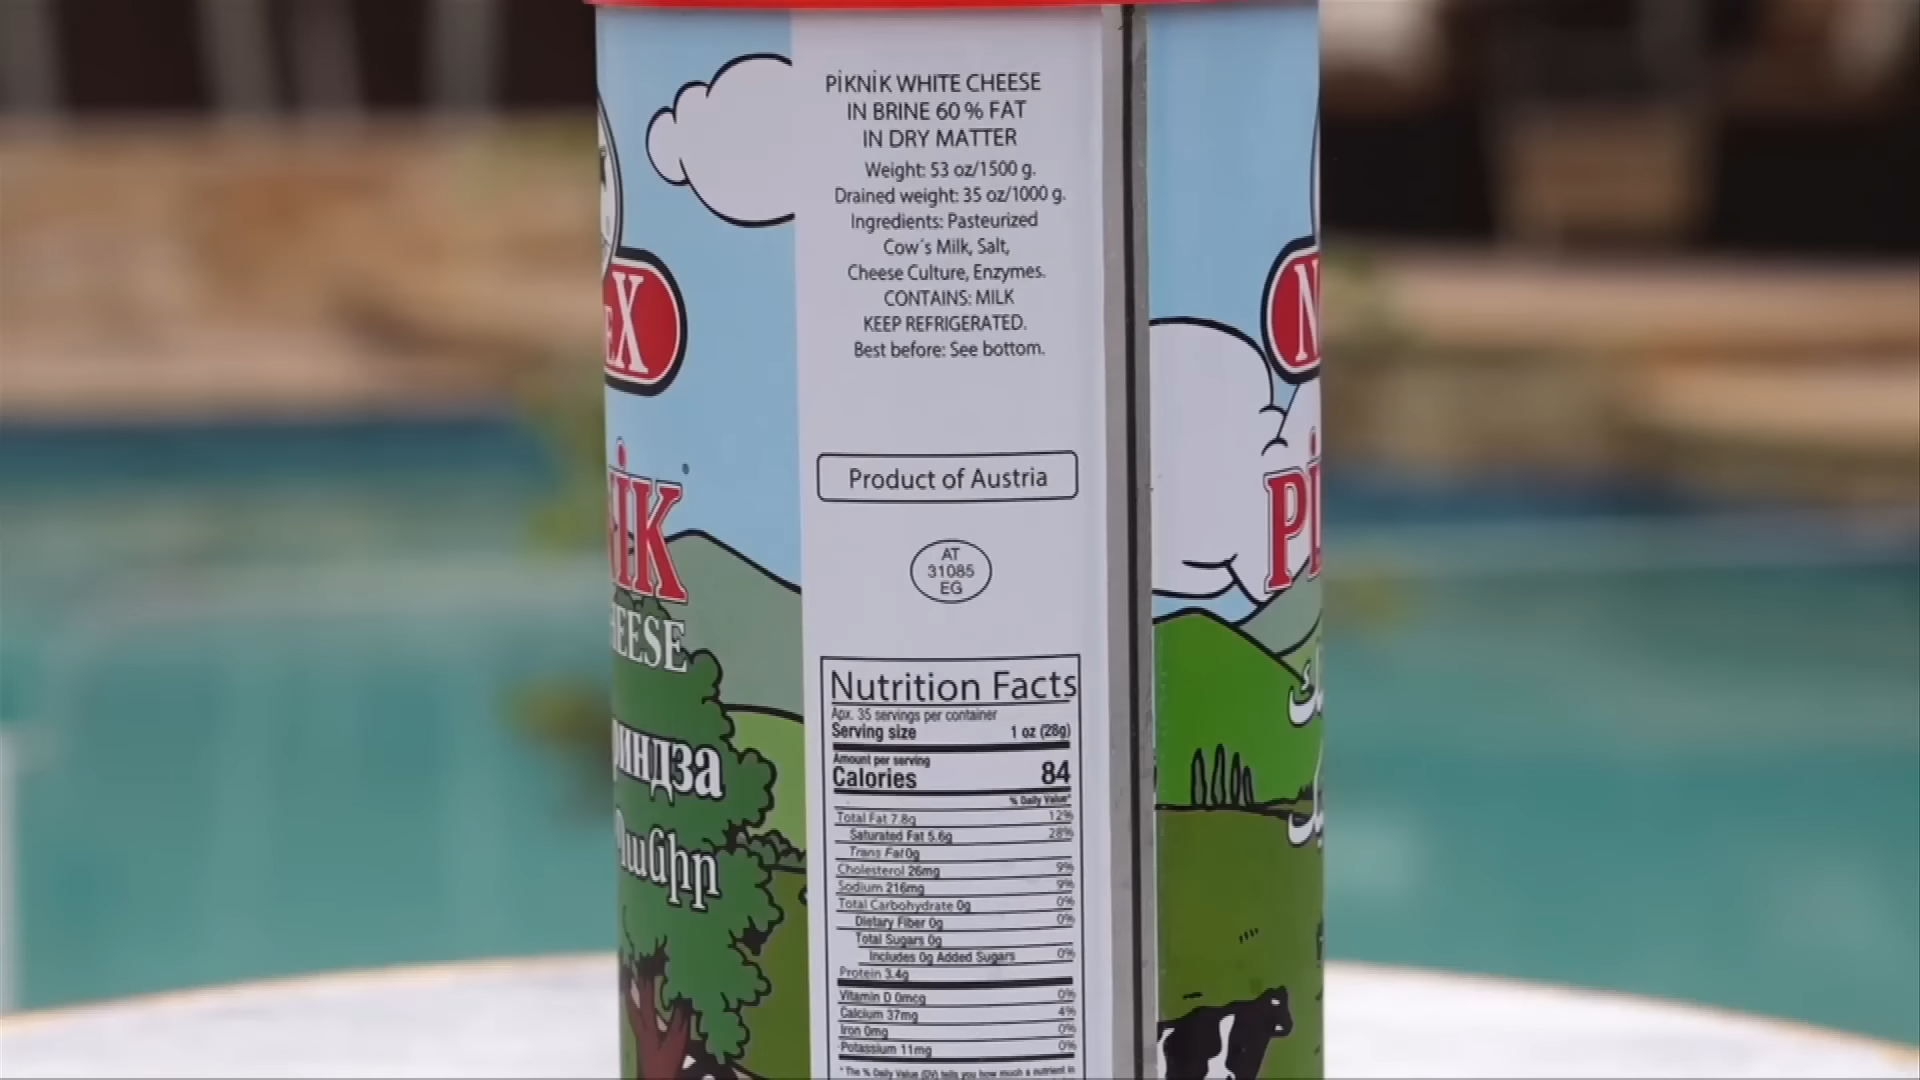 PİKNİK WHITE CHEESE
IN BRINE 60 % FAT
IN DRY MATTER
Weight: 53 oz/1500 g.
Drained weight: 35 oz/1000 g.
Ingredients: Pasteurized
Cow´s Milk, Salt,
Cheese Culture, Enzymes.
CONTAINS: MILK
KEEP REFRIGERATED.
Best before: See bottom.
Product of Austria
AT
31085
EG
Nutrition Facts
Apx. 35 servings per container
Serving size 1 oz (28g)
Amount per serving
Calories 84
% Daily Value*
Total Fat 7.8g 12%
Saturated Fat 5.6g 28%
Trans Fat 0g
Cholesterol 26mg 9%
Sodium 216mg 9%
Total Carbohydrate 0g 0%
Dietary Fiber 0g 0%
Total Sugars 0g
Includes 0g Added Sugars 0%
Protein 3.4g
Vitamin D 0mcg 0%
Calcium 37mg 4%
Iron 0mg 0%
Potassium 11mg 0%
* The % Daily Value (DV) tells you how much a nutrient in